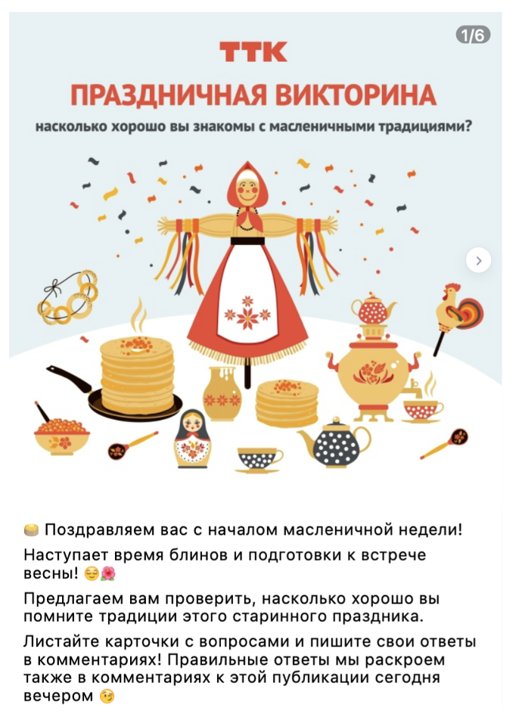 1/6
ТТК
ПРАЗДНИЧНАЯ ВИКТОРИНА
насколько хорошо вы знакомы с масленичными традициями?
🥞 Поздравляем вас с началом масленичной недели!
Наступает время блинов и подготовки к встрече
весны! 😌🌺
Предлагаем вам проверить, насколько хорошо вы
помните традиции этого старинного праздника.
Листайте карточки с вопросами и пишите свои ответы
в комментариях! Правильные ответы мы раскроем
также в комментариях к этой публикации сегодня
вечером 😉